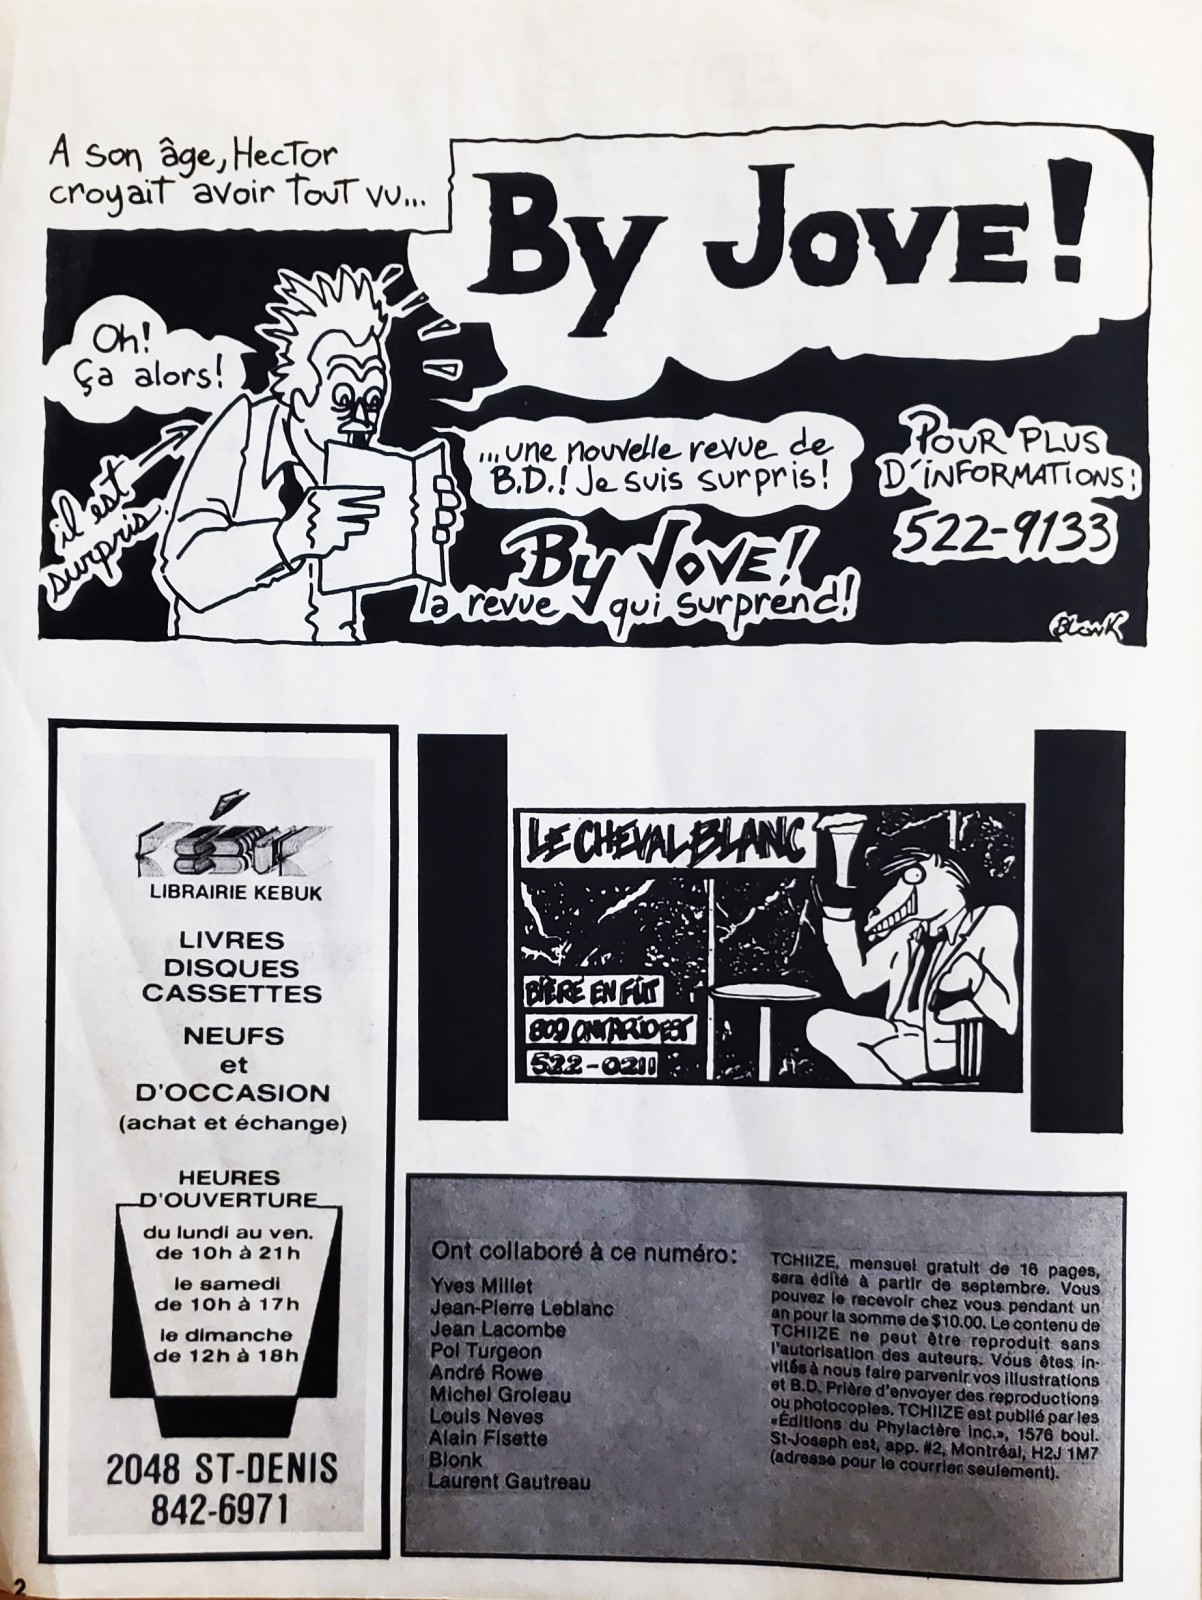 A son âge, Hector
croyait avoir tout vu...
By Jove!
Oh!
Ça alors!
il est
surpris.
...une nouvelle revue de
B.D.! Je suis surpris!
By Jove!
la revue qui surprend!
Pour plus
d'informations:
522-9133
Blonk
KÉBUK
LIBRAIRIE KEBUK
LIVRES
DISQUES
CASSETTES
NEUFS
et
D'OCCASION
(achat et échange)
HEURES
D'OUVERTURE
du lundi au ven.
de 10h à 21h
le samedi
de 10h à 17h
le dimanche
de 12h à 18h
2048 ST-DENIS
842-6971
LE CHEVAL BLANC
BIÈRE EN FÛT
809 ONTARIO EST
522-0211
Ont collaboré à ce numéro:
Yves Millet
Jean-Pierre Leblanc
Jean Lacombe
Pol Turgeon
André Rowe
Michel Groleau
Louis Neves
Alain Fisette
Blonk
Laurent Gautreau
TCHIIZE, mensuel gratuit de 16 pages,
sera édité à partir de septembre. Vous
pouvez le recevoir chez vous pendant un
an pour la somme de $10.00. Le contenu de
TCHIIZE ne peut être reproduit sans
l'autorisation des auteurs. Vous êtes in-
vités à nous faire parvenir vos illustrations
et B.D. Prière d'envoyer des reproductions
ou photocopies. TCHIIZE est publié par les
«Éditions du Phylactère Inc.», 1576 boul.
St-Joseph est, app. #2, Montréal, H2J 1M7
(adresse pour le courrier seulement).
2